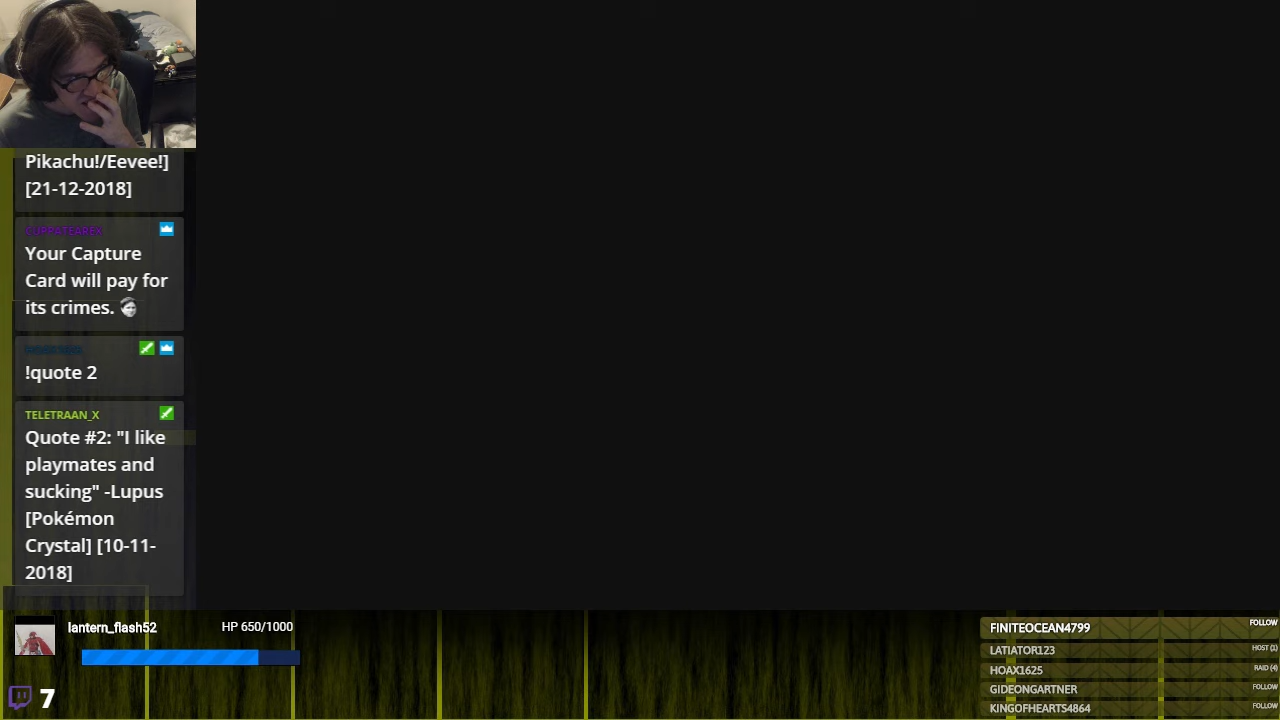 Pikachu!/Eevee!]
[21-12-2018]
Your Capture
Card will pay for
its crimes.
!quote 2
TELETRAAN_X
Quote #2: "I like
playmates and
sucking" -Lupus
[Pokémon
Crystal] [10-11-
2018]
lantern_flash52
HP 650/1000
7
FINITEOCEAN4799 FOLLOW
LATIATOR123 HOST (1)
HOAX1625 RAID (4)
GIDEONGARTNER FOLLOW
KINGOFHEARTS4864 FOLLOW